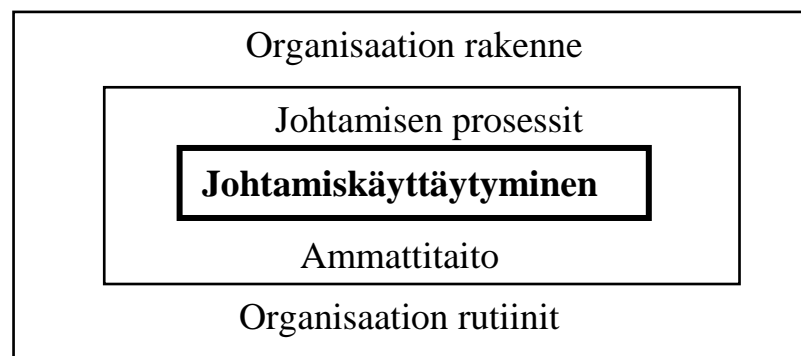 Organisaation rakenne
Johtamisen prosessit
Johtamiskäyttäytyminen
Ammattitaito
Organisaation rutiinit